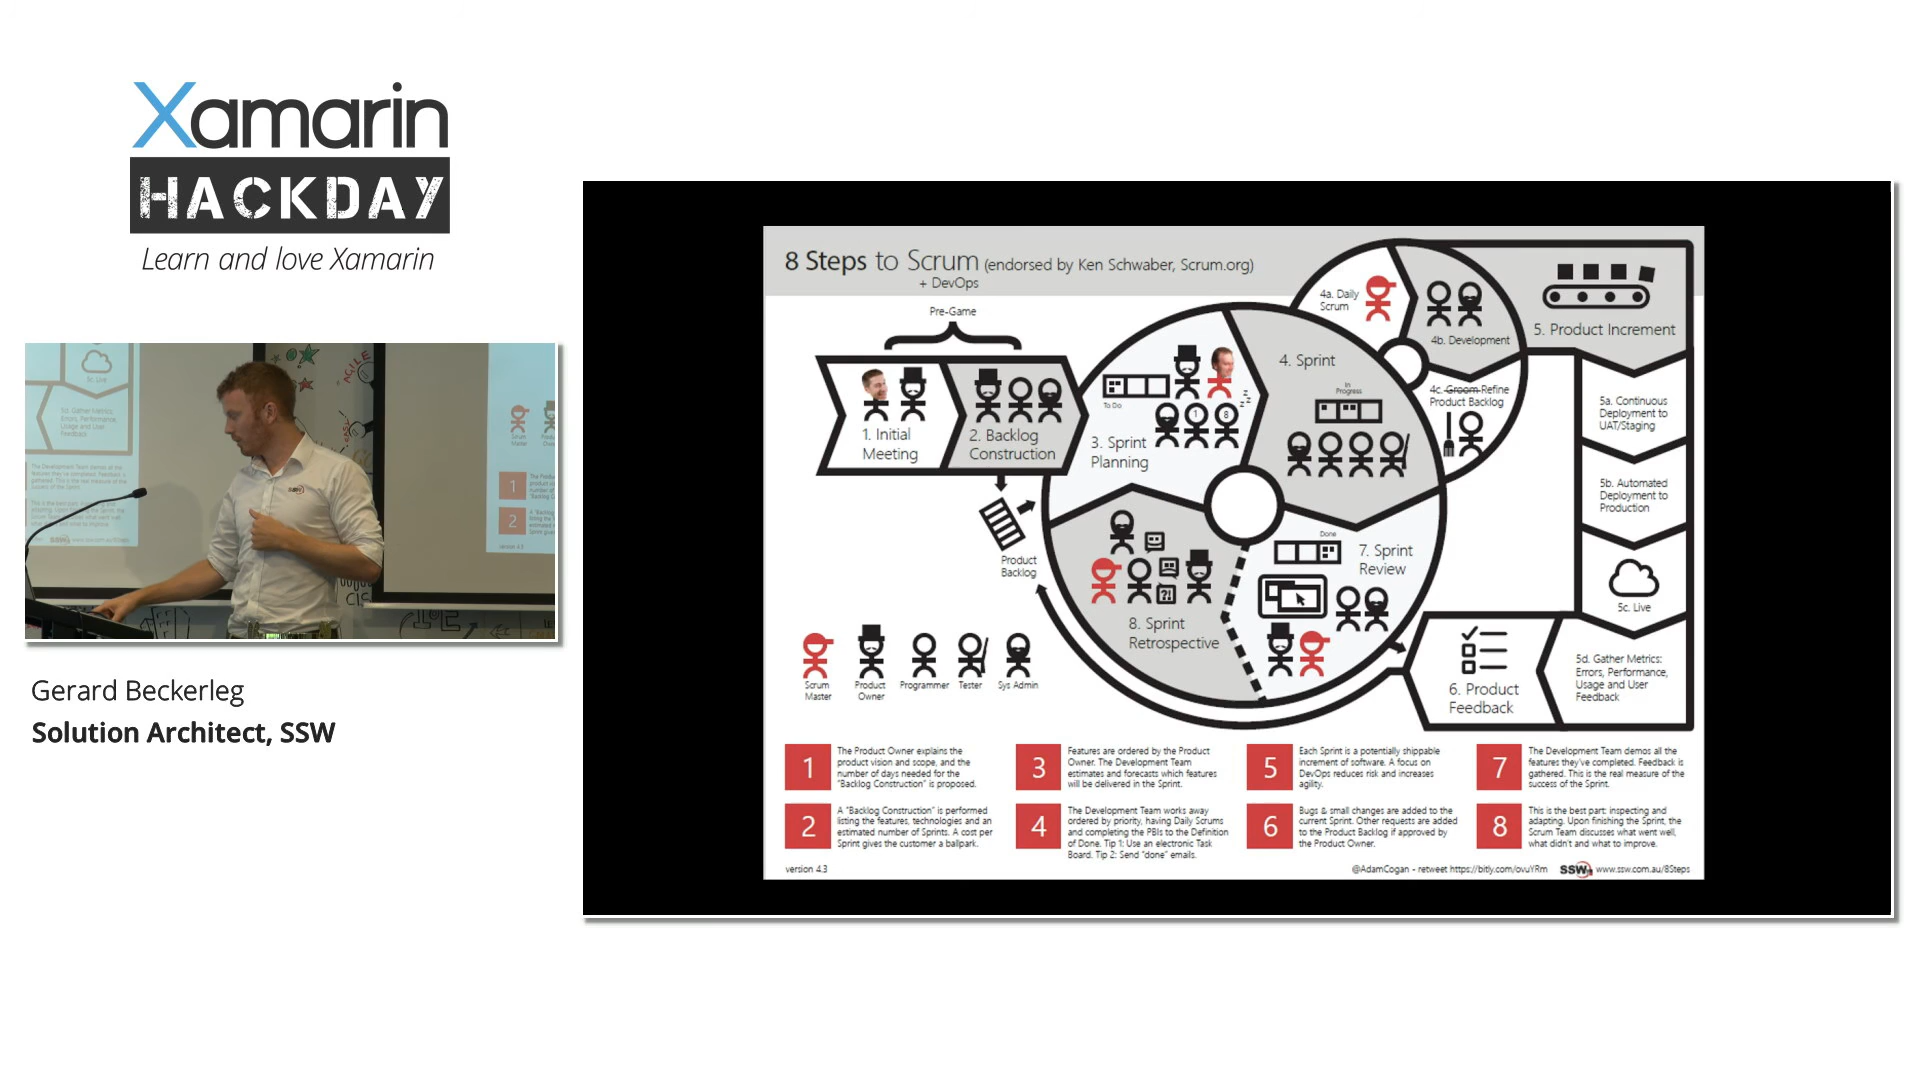 Xamarin
HACKDAY
Learn and love Xamarin
Gerard Beckerleg
Solution Architect, SSW
8 Steps to Scrum (endorsed by Ken Schwaber, Scrum.org)
+ DevOps
Pre-Game
1. Initial
Meeting
2. Backlog
Construction
Product
Backlog
To Do
3. Sprint
Planning
1
8
4. Sprint
In
Progress
4a. Daily
Scrum
4b. Development
4c. Groom Refine
Product Backlog
5. Product Increment
5a. Continuous
Deployment to
UAT/Staging
5b. Automated
Deployment to
Production
5c. Live
5d. Gather Metrics:
Errors, Performance,
Usage and User
Feedback
6. Product
Feedback
Done
7. Sprint
Review
8. Sprint
Retrospective
Scrum
Master
Product
Owner
Programmer
Tester
Sys Admin
1
The Product Owner explains the
product vision and scope, and the
number of days needed for the
"Backlog Construction" is proposed.
2
A "Backlog Construction" is performed
listing the features, technologies and an
estimated number of Sprints. A cost per
Sprint gives the customer a ballpark.
3
Features are ordered by the Product
Owner. The Development Team
estimates and forecasts which features
will be delivered in the Sprint.
4
The Development Team works away
ordered by priority, having Daily Scrums
and completing the PBIs to the Definition
of Done. Tip 1: Use an electronic Task
Board. Tip 2: Send "done" emails.
5
Each Sprint is a potentially shippable
increment of software. A focus on
DevOps reduces risk and increases
agility.
6
Bugs & small changes are added to the
current Sprint. Other requests are added
to the Product Backlog if approved by
the Product Owner.
7
The Development Team demos all the
features they've completed. Feedback is
gathered. This is the real measure of the
success of the Sprint.
8
This is the best part: inspecting and
adapting. Upon finishing the Sprint, the
Scrum Team discusses what went well,
what didn't and what to improve.
version 4.3
@AdamCogan - retweet https://bitly.com/ovuYRm
SSW www.ssw.com.au/8Steps